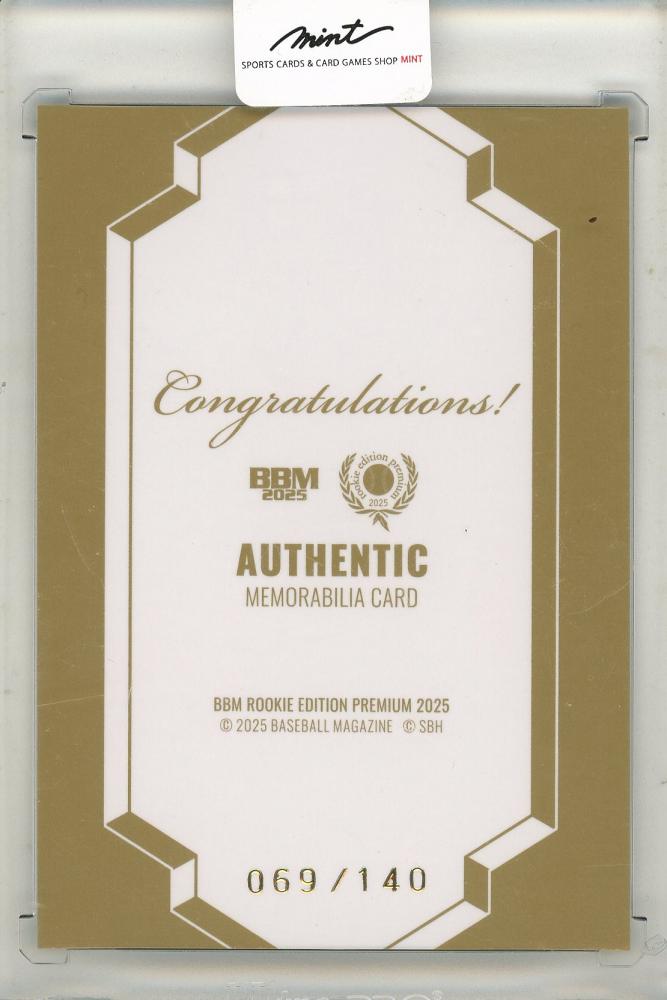 mint
SPORTS CARDS & CARD GAMES SHOP MINT
Congratulations!
BBM
2025
rookie edition premium
2025
AUTHENTIC
MEMORABILIA CARD
BBM ROOKIE EDITION PREMIUM 2025
© 2025 BASEBALL MAGAZINE © SBH
069/140